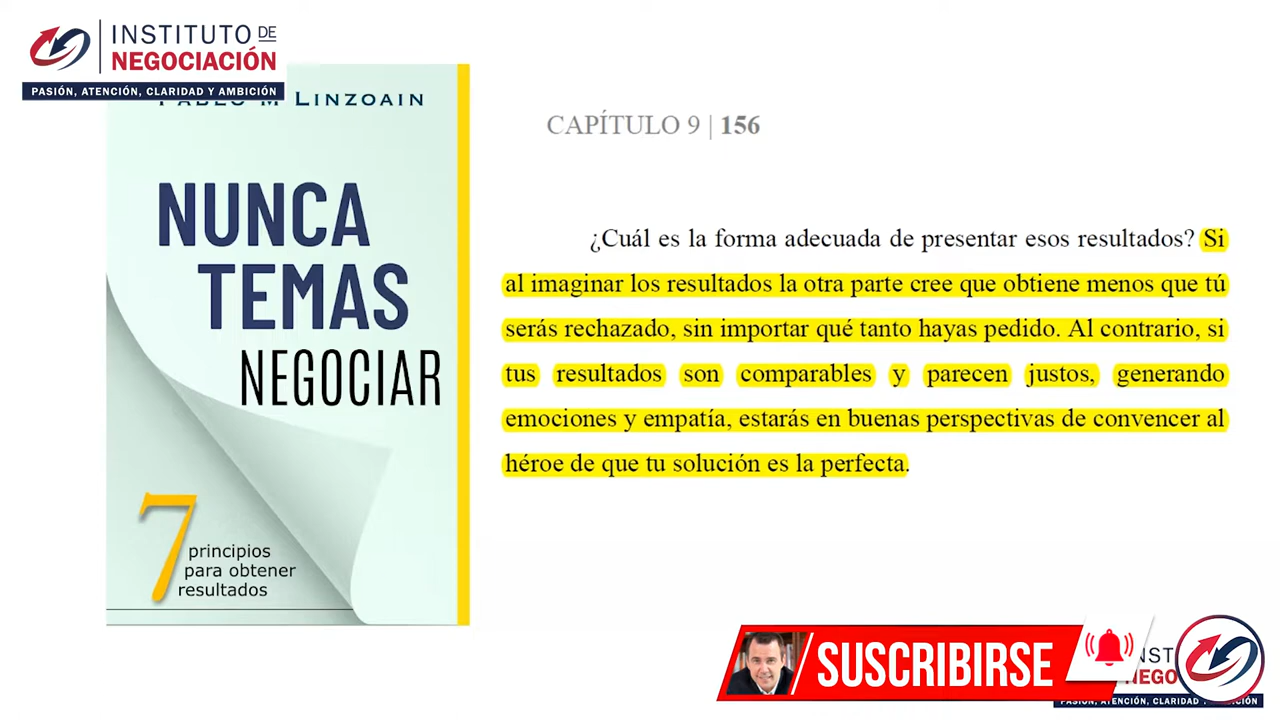 INSTITUTO DE
NEGOCIACIÓN
PASIÓN, ATENCIÓN, CLARIDAD Y AMBICIÓN
PABLO M LINZOAIN
NUNCA
TEMAS
NEGOCIAR
7
principios
para obtener
resultados
CAPÍTULO 9 | 156
¿Cuál es la forma adecuada de presentar esos resultados? Si
al imaginar los resultados la otra parte cree que obtiene menos que tú
serás rechazado, sin importar qué tanto hayas pedido. Al contrario, si
tus resultados son comparables y parecen justos, generando
emociones y empatía, estarás en buenas perspectivas de convencer al
héroe de que tu solución es la perfecta.
SUSCRIBIRSE